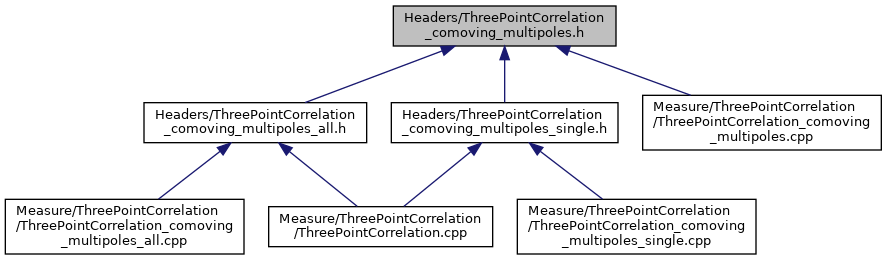 Headers/ThreePointCorrelation
_comoving_multipoles.h
Headers/ThreePointCorrelation
_comoving_multipoles_all.h
Headers/ThreePointCorrelation
_comoving_multipoles_single.h
Measure/ThreePointCorrelation
/ThreePointCorrelation_comoving
_multipoles.cpp
Measure/ThreePointCorrelation
/ThreePointCorrelation_comoving
_multipoles_all.cpp
Measure/ThreePointCorrelation
/ThreePointCorrelation.cpp
Measure/ThreePointCorrelation
/ThreePointCorrelation_comoving
_multipoles_single.cpp